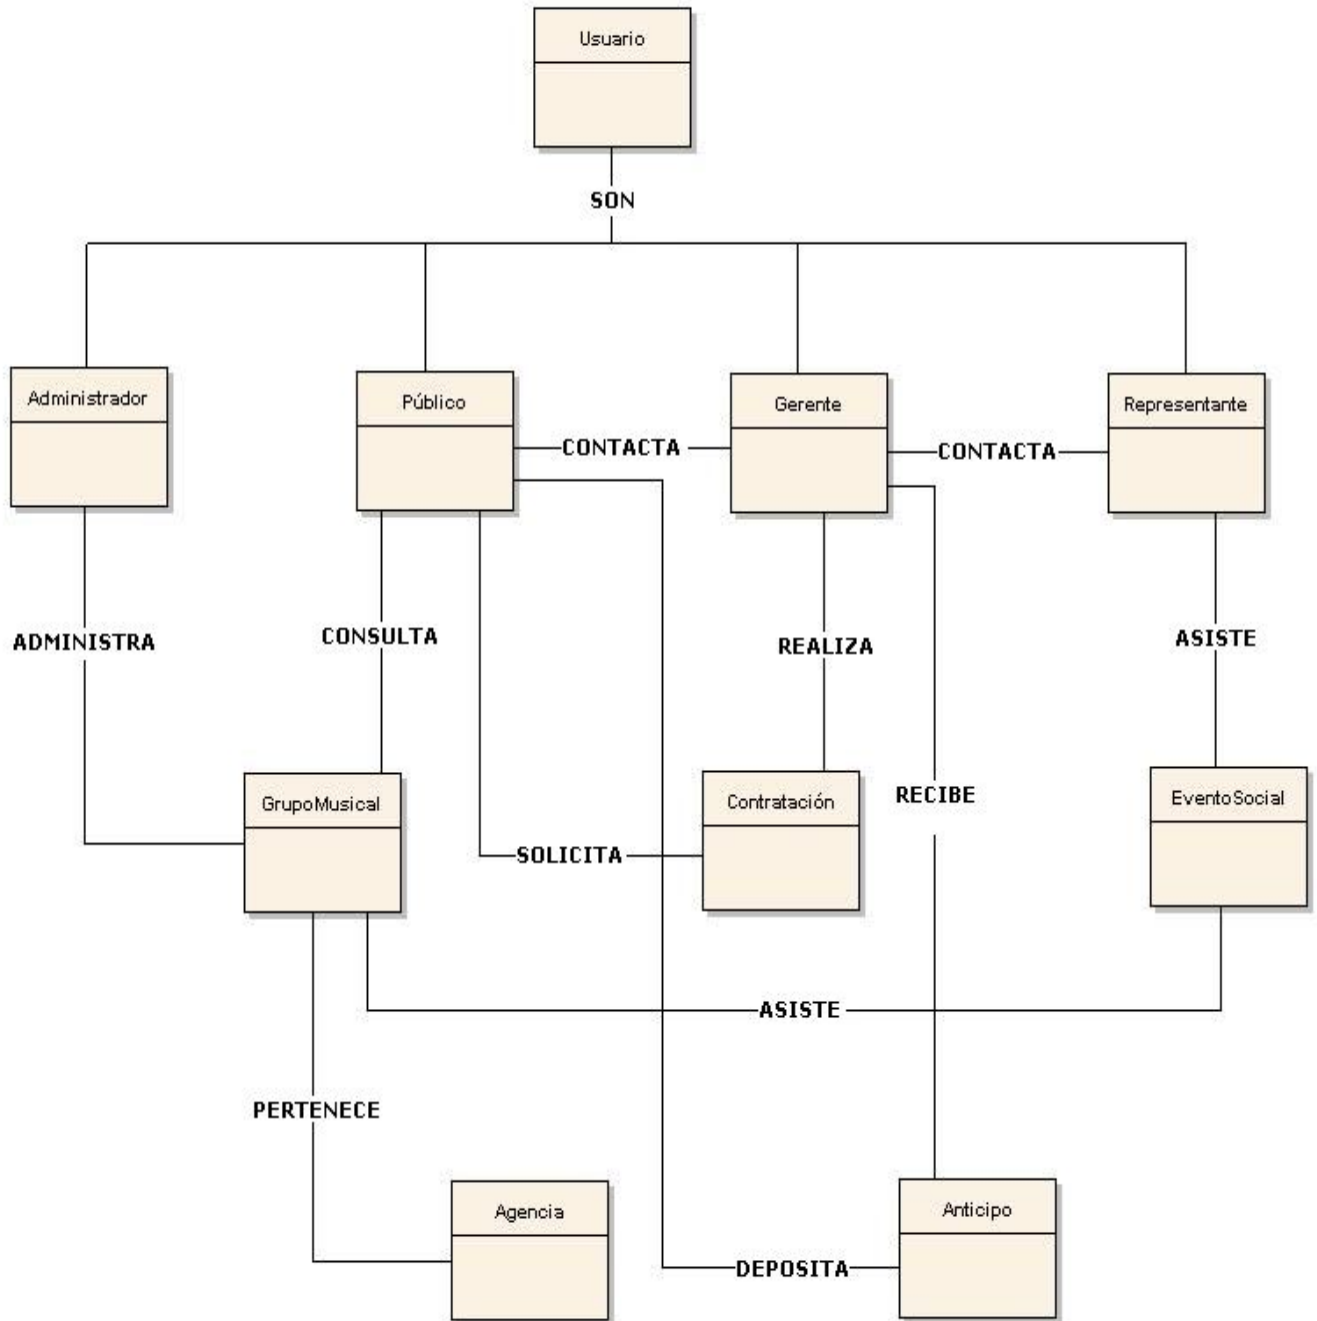 Usuario
SON
Administrador
Público
Gerente
Representante
CONTACTA
CONTACTA
ADMINISTRA
CONSULTA
REALIZA
ASISTE
GrupoMusical
Contratación
RECIBE
EventoSocial
SOLICITA
ASISTE
PERTENECE
Agencia
Anticipo
DEPOSITA